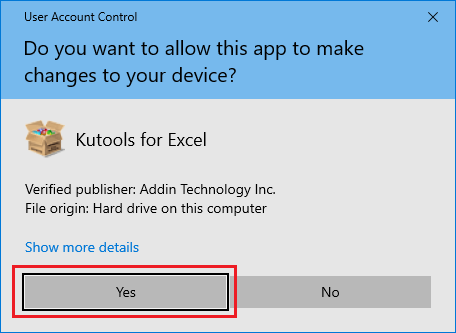 User Account Control
Do you want to allow this app to make
changes to your device?
Kutools for Excel
Verified publisher: Addin Technology Inc.
File origin: Hard drive on this computer
Show more details
Yes
No